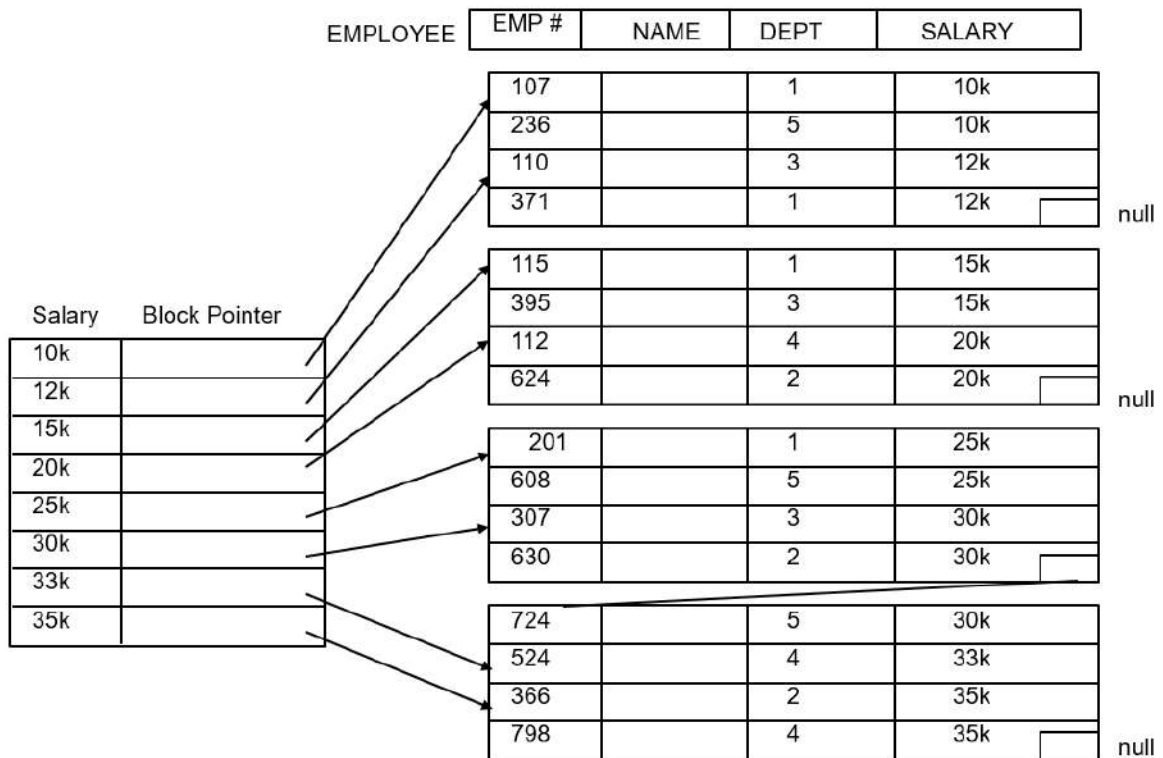 EMPLOYEE EMP # NAME DEPT SALARY
107 1 10k
236 5 10k
110 3 12k
371 1 12k
null
115 1 15k
395 3 15k
112 4 20k
624 2 20k
null
201 1 25k
608 5 25k
307 3 30k
630 2 30k
724 5 30k
524 4 33k
366 2 35k
798 4 35k
null
Salary Block Pointer
10k
12k
15k
20k
25k
30k
33k
35k